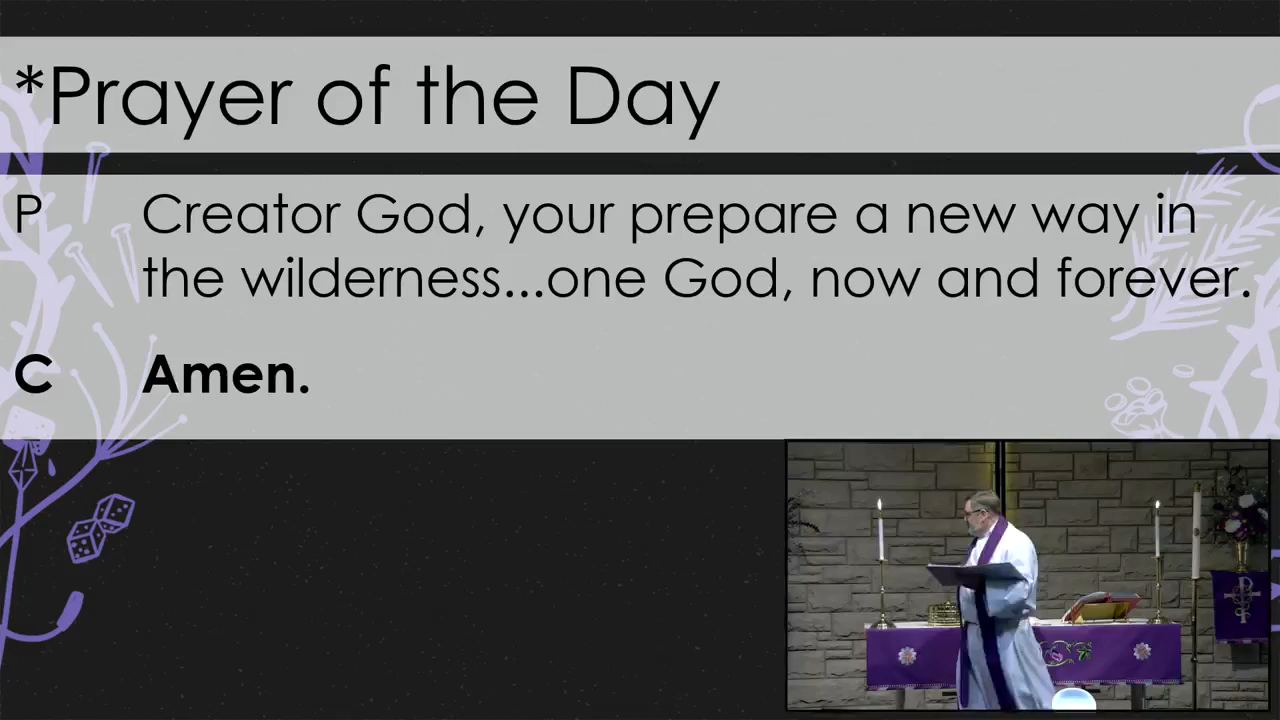 *Prayer of the Day
P Creator God, your prepare a new way in
the wilderness...one God, now and forever.
C Amen.